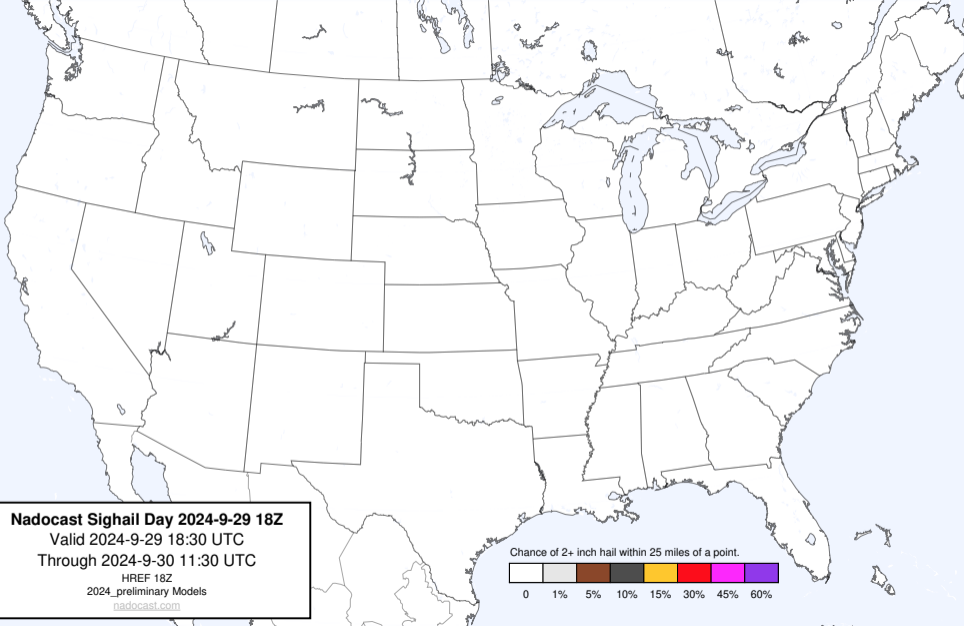 Nadocast Sighail Day 2024-9-29 18Z
Valid 2024-9-29 18:30 UTC
Through 2024-9-30 11:30 UTC
HREF 18Z
2024_preliminary Models
nadocast.com
Chance of 2+ inch hail within 25 miles of a point.
0 1% 5% 10% 15% 30% 45% 60%